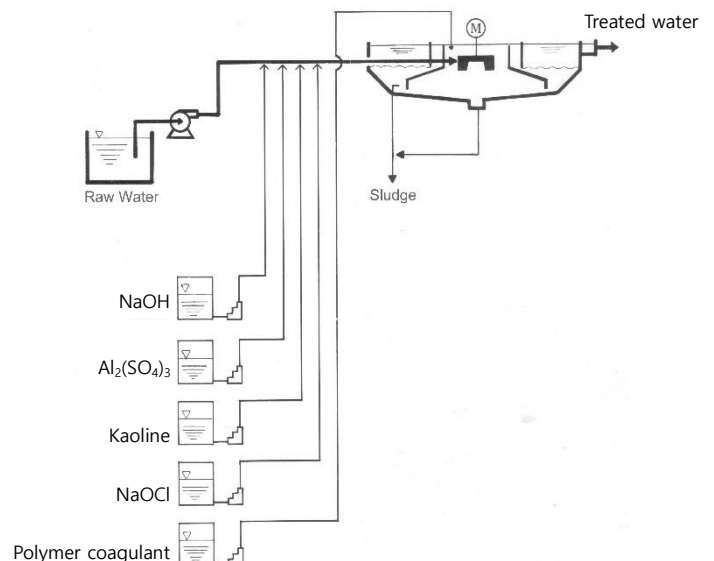 Treated water
M
Raw Water
Sludge
NaOH
Al₂(SO₄)₃
Kaoline
NaOCl
Polymer coagulant